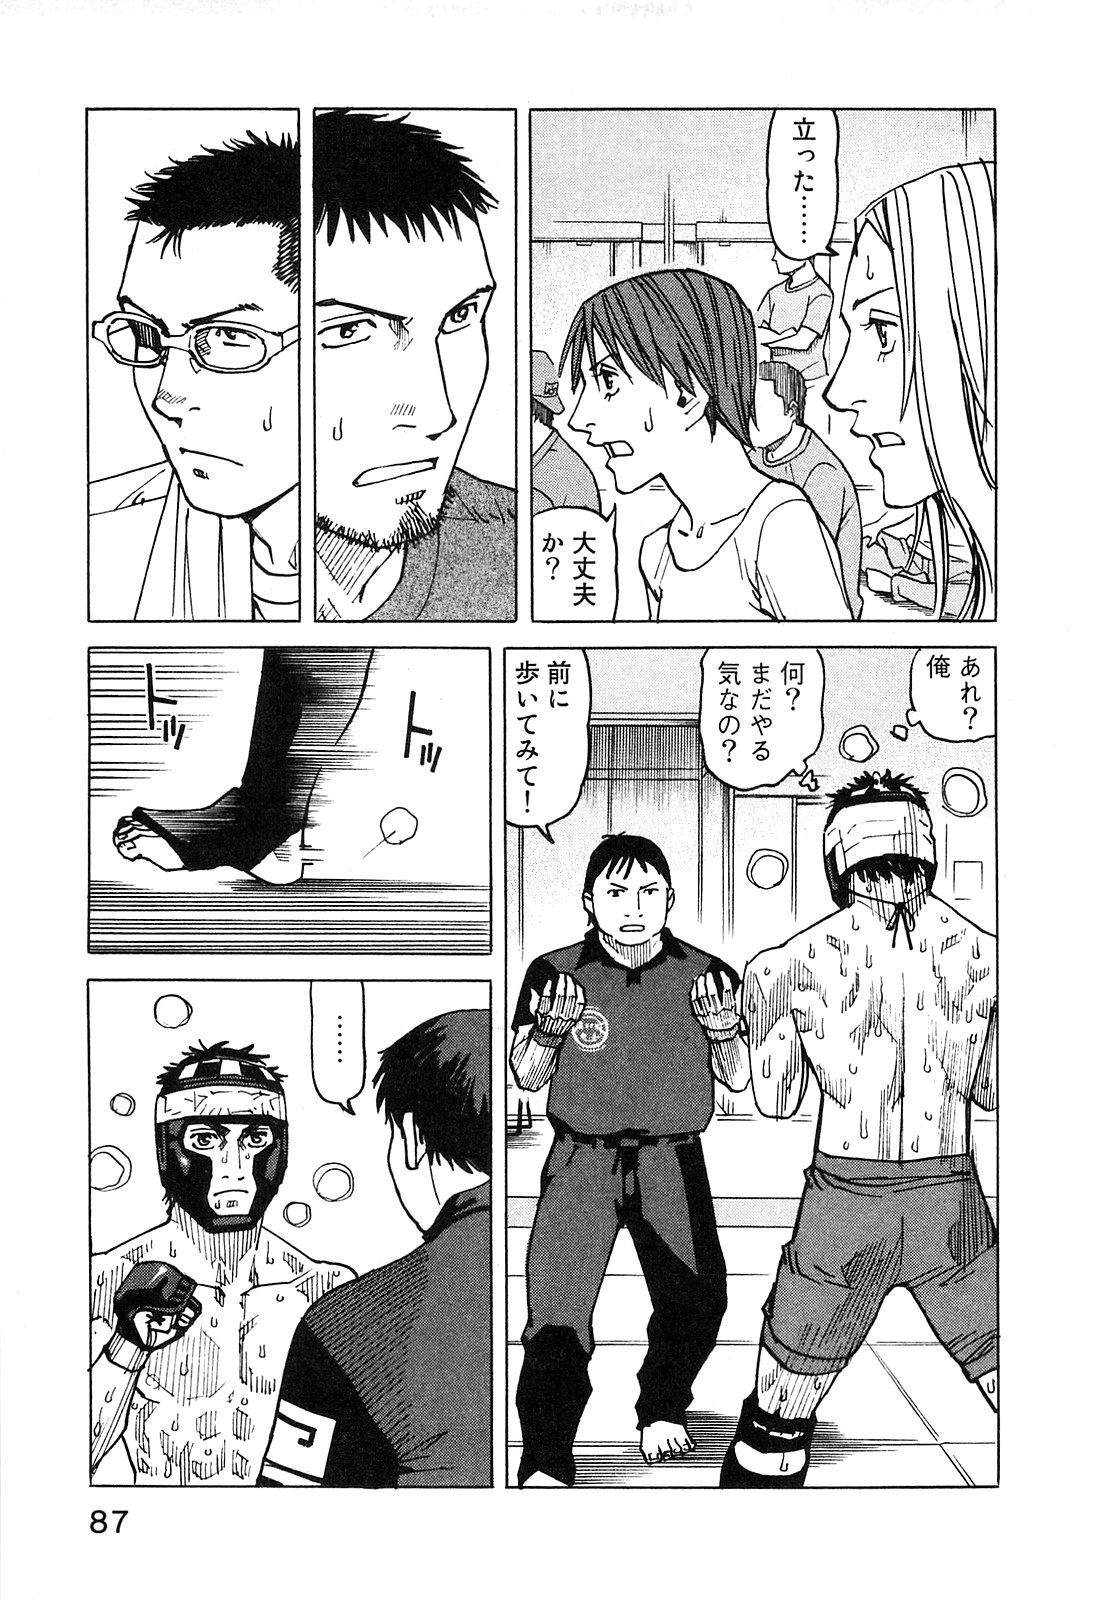 立った……
大丈夫
か？
あれ？
俺
何？
まだやる
気なの？
前に
歩いてみて！
トッ
トッ
……
87